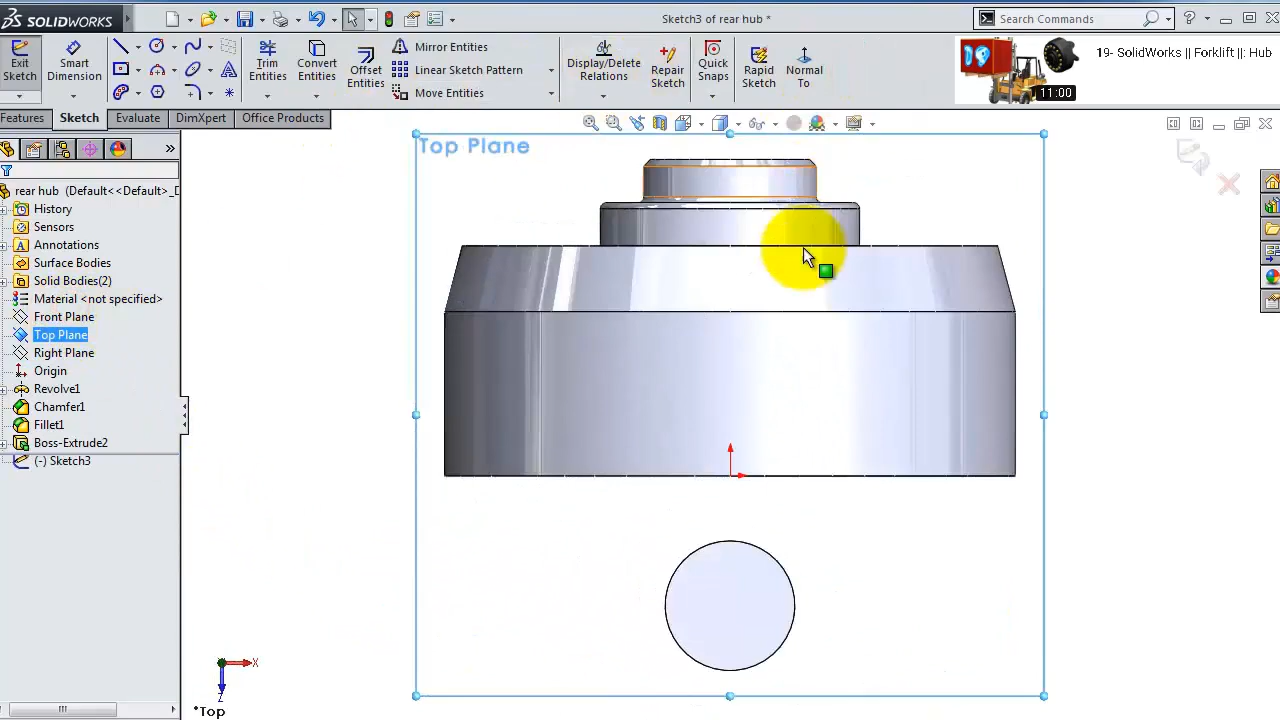 SOLIDWORKS
Sketch3 of rear hub *
Search Commands
Exit Sketch
Smart Dimension
Trim Entities
Convert Entities
Offset Entities
Mirror Entities
Linear Sketch Pattern
Move Entities
Display/Delete Relations
Repair Sketch
Quick Snaps
Rapid Sketch
Normal To
19- SolidWorks || Forklift ||: Hub
11:00
Features
Sketch
Evaluate
DimXpert
Office Products
Top Plane
rear hub (Default<<Default>_D
History
Sensors
Annotations
Surface Bodies
Solid Bodies(2)
Material <not specified>
Front Plane
Top Plane
Right Plane
Origin
Revolve1
Chamfer1
Fillet1
Boss-Extrude2
(-) Sketch3
X
Z
*Top